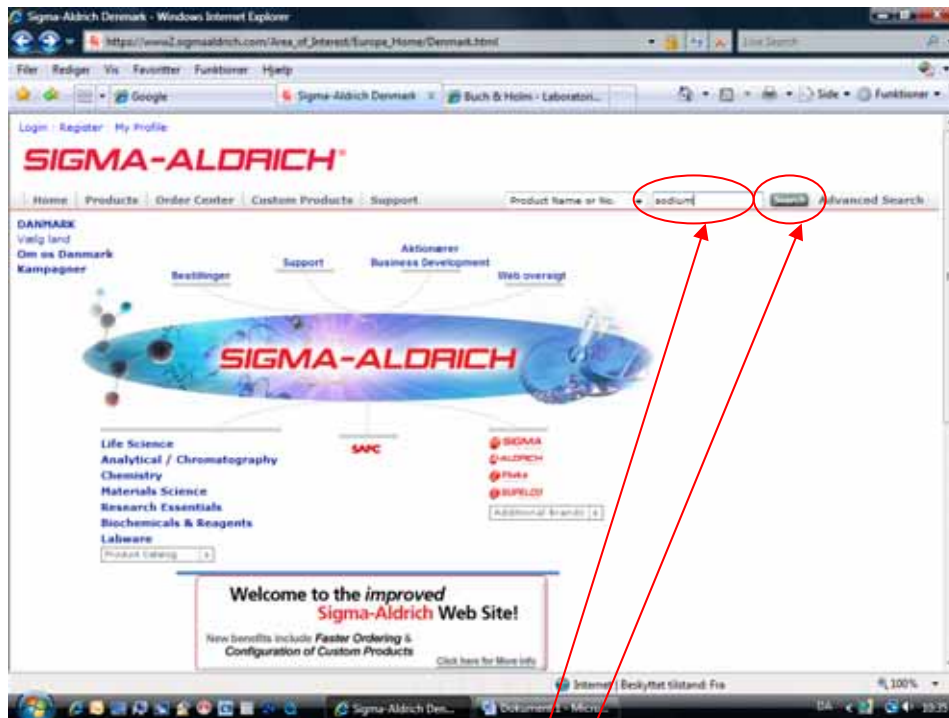 Sigma-Aldrich Denmark - Windows Internet Explorer
https://www2.sigmaaldrich.com/Area_of_Interest/Europe_Home/Denmark.html
Live Search
Filer Rediger Vis Favoritter Funktioner Hjælp
Google Sigma-Aldrich Denmark x Buch & Holm - Laboratori... Side Funktioner
Login Register My Profile
SIGMA-ALDRICH®
Home Products Order Center Custom Products Support Product Name or No. sodium Search Advanced Search
DANMARK
Vælg land
Om os Danmark
Kampagner
Aktionærer
Support Business Development
Bestillinger Web oversigt
SIGMA-ALDRICH
Life Science
Analytical / Chromatography
Chemistry
Materials Science
Research Essentials
Biochemicals & Reagents
Labware
Product Catalog
SAFC
SIGMA
ALDRICH
Fluka
SUPELCO
Additional Brands
Welcome to the improved
Sigma-Aldrich Web Site!
New benefits include Faster Ordering &
Configuration of Custom Products
Click here for More info
Internet | Beskyttet tilstand: Fra 100%
Sigma-Aldrich Den... Dokument1 - Micro... DA 10:35